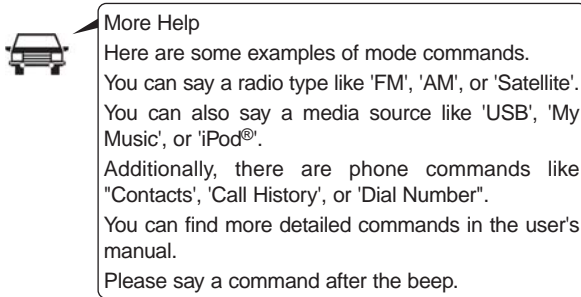 More Help
Here are some examples of mode commands.
You can say a radio type like 'FM', 'AM', or 'Satellite'.
You can also say a media source like 'USB', 'My
Music', or 'iPod®'.
Additionally, there are phone commands like
"Contacts', 'Call History', or 'Dial Number".
You can find more detailed commands in the user's
manual.
Please say a command after the beep.